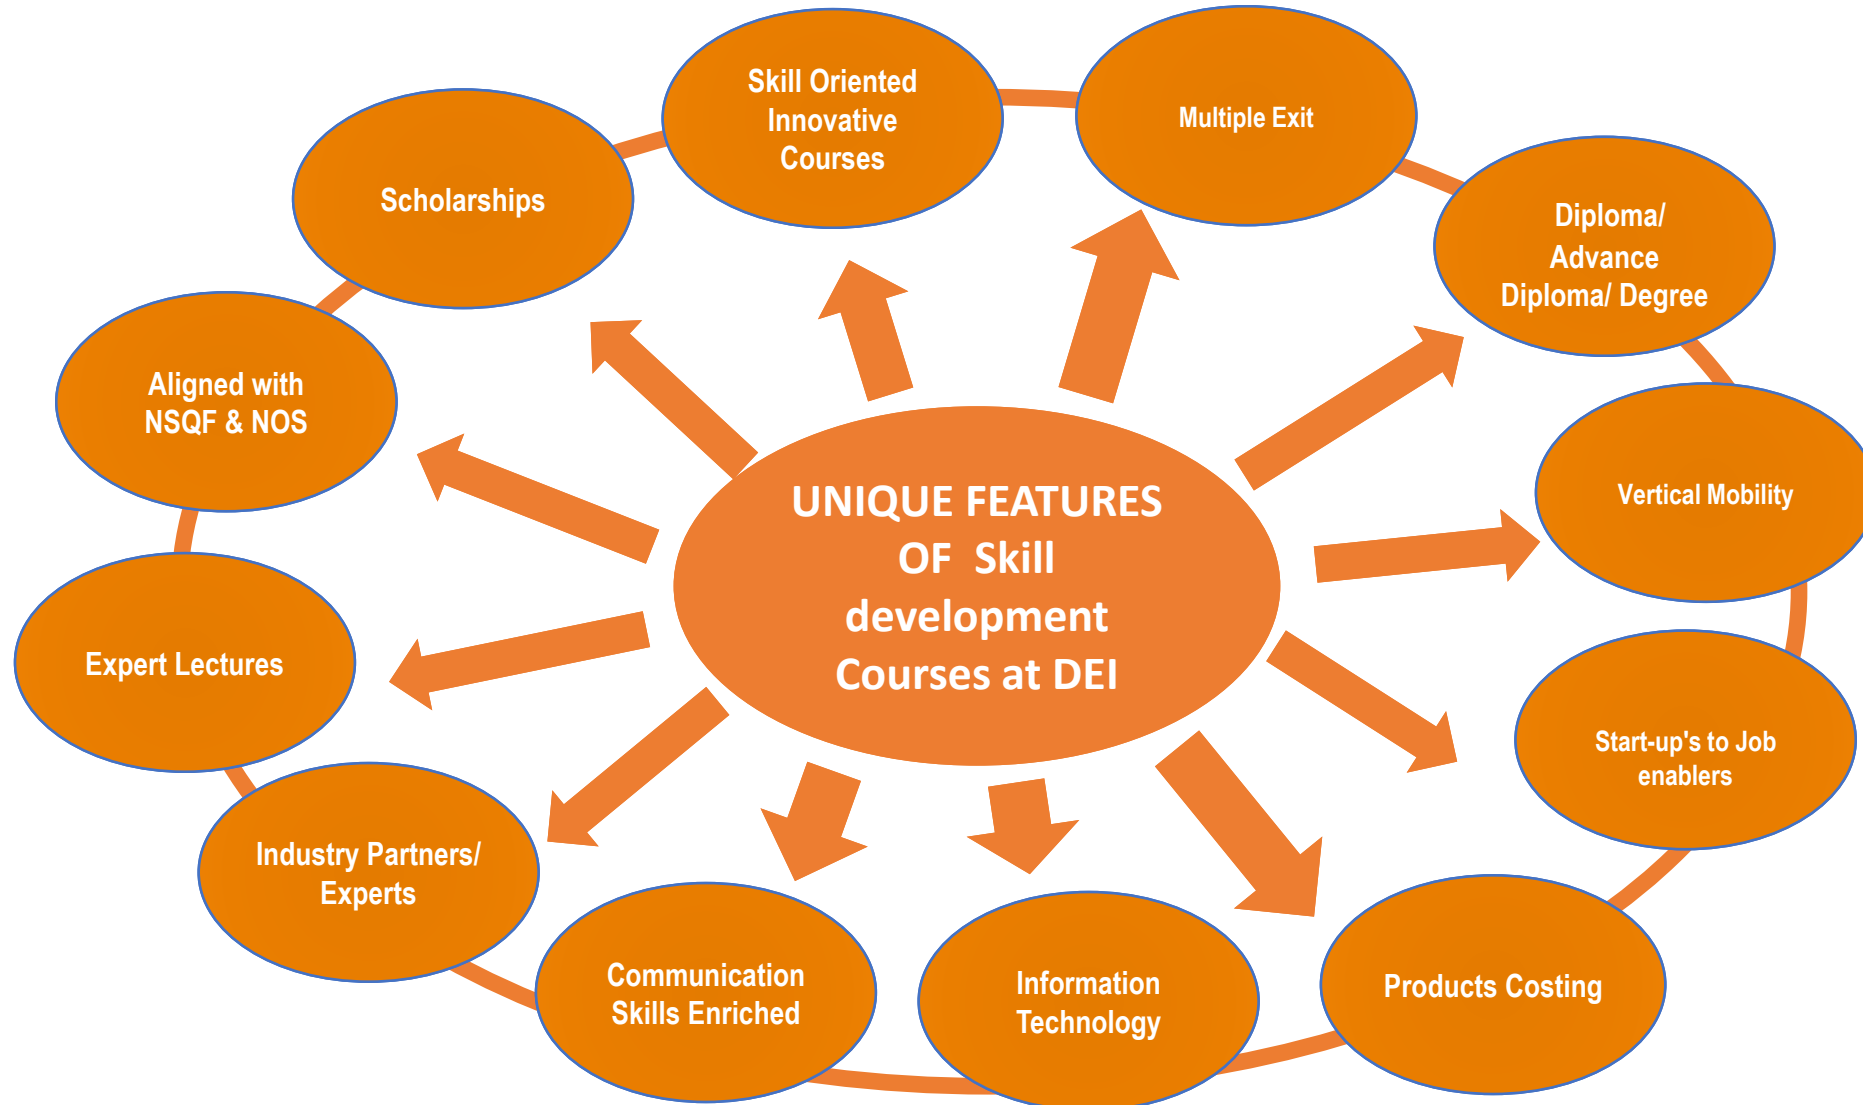 Skill Oriented
Innovative
Courses
Multiple Exit
Diploma/
Advance
Diploma/ Degree
Vertical Mobility
Start-up's to Job
enablers
Products Costing
Information
Technology
Communication
Skills Enriched
Industry Partners/
Experts
Expert Lectures
Aligned with
NSQF & NOS
Scholarships
UNIQUE FEATURES
OF Skill
development
Courses at DEI